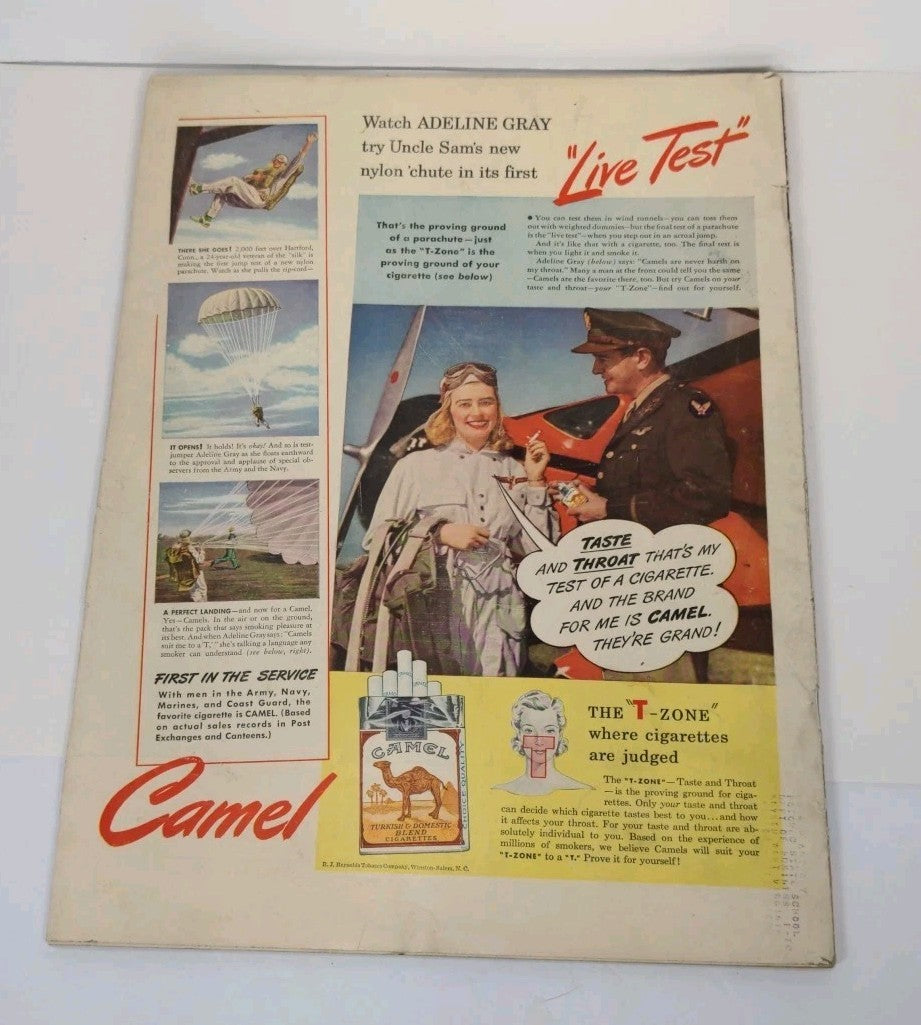 Watch ADELINE GRAY
try Uncle Sam's new
nylon 'chute in its first
"Live Test"
That's the proving ground
of a parachute—just
as the "T-Zone" is the
proving ground of your
cigarette (see below)
● You can test them in wind tunnels—you can toss them
out with weighted dummies—but the final test of a parachute
is the "live test"—when you step out in an actual jump.
And it's like that with a cigarette, too. The final test is
when you light it and smoke it.
Adeline Gray (below) says: "Camels are never harsh on
my throat." Many a man at the front could tell you the same
—Camels are the favorite there, too. But try Camels on your
taste and throat—your "T-Zone"—find out for yourself.
THERE SHE GOES! 2,000 feet over Hartford,
Conn., a 24-year-old veteran of the "silk" is
making the first jump test of a new nylon
parachute. Watch as she pulls the rip-cord—
IT OPENS! It holds! It's okay! And so is test-
jumper Adeline Gray as she floats earthward
to the approval and applause of special ob-
servers from the Army and the Navy.
A PERFECT LANDING—and now for a Camel.
Yes—Camels. In the air or on the ground,
that's the pack that says smoking pleasure at
its best. And when Adeline Gray says: "Camels
suit me to a 'T,'" she's talking a language any
smoker can understand (see below, right).
FIRST IN THE SERVICE
With men in the Army, Navy,
Marines, and Coast Guard, the
favorite cigarette is CAMEL. (Based
on actual sales records in Post
Exchanges and Canteens.)
TASTE
AND THROAT THAT'S MY
TEST OF A CIGARETTE.
AND THE BRAND
FOR ME IS CAMEL.
THEY'RE GRAND!
Camel
CAMEL
TURKISH & DOMESTIC
BLEND
CIGARETTES
CHOICE QUALITY
R. J. Reynolds Tobacco Company, Winston-Salem, N. C.
THE "T-ZONE"
where cigarettes
are judged
The "T-ZONE"—Taste and Throat
—is the proving ground for ciga-
rettes. Only your taste and throat
can decide which cigarette tastes best to you...and how
it affects your throat. For your taste and throat are ab-
solutely individual to you. Based on the experience of
millions of smokers, we believe Camels will suit your
"T-ZONE" to a "T." Prove it for yourself!
SCHOOL